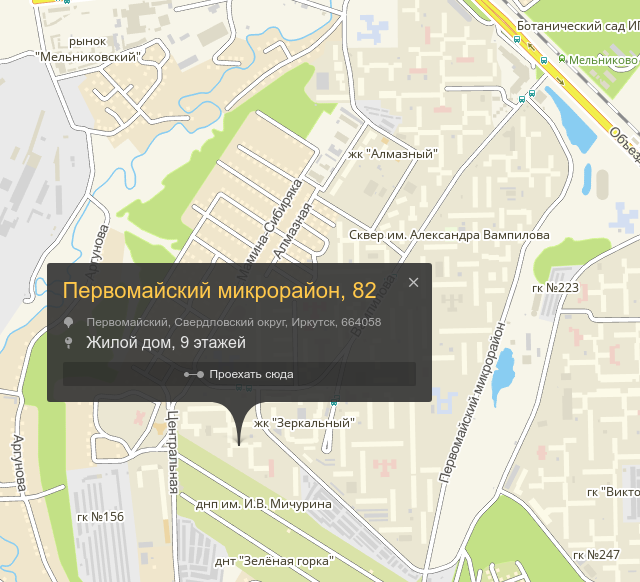 Ботанический сад ИГ
рынок
"Мельниковский"
Мельниково
Объезд
жк "Алмазный"
Мамина-Сибиряка
Алмазная
Аргунова
Сквер им. Александра Вампилова
Первомайский микрорайон, 82
Первомайский, Свердловский округ, Иркутск, 664058
Жилой дом, 9 этажей
Проехать сюда
гк №223
Первомайский микрорайон
жк "Зеркальный"
Центральная
Аргунова
гк "Викто
днп им. И.В. Мичурина
гк №156
гк №247
днт "Зелёная горка"